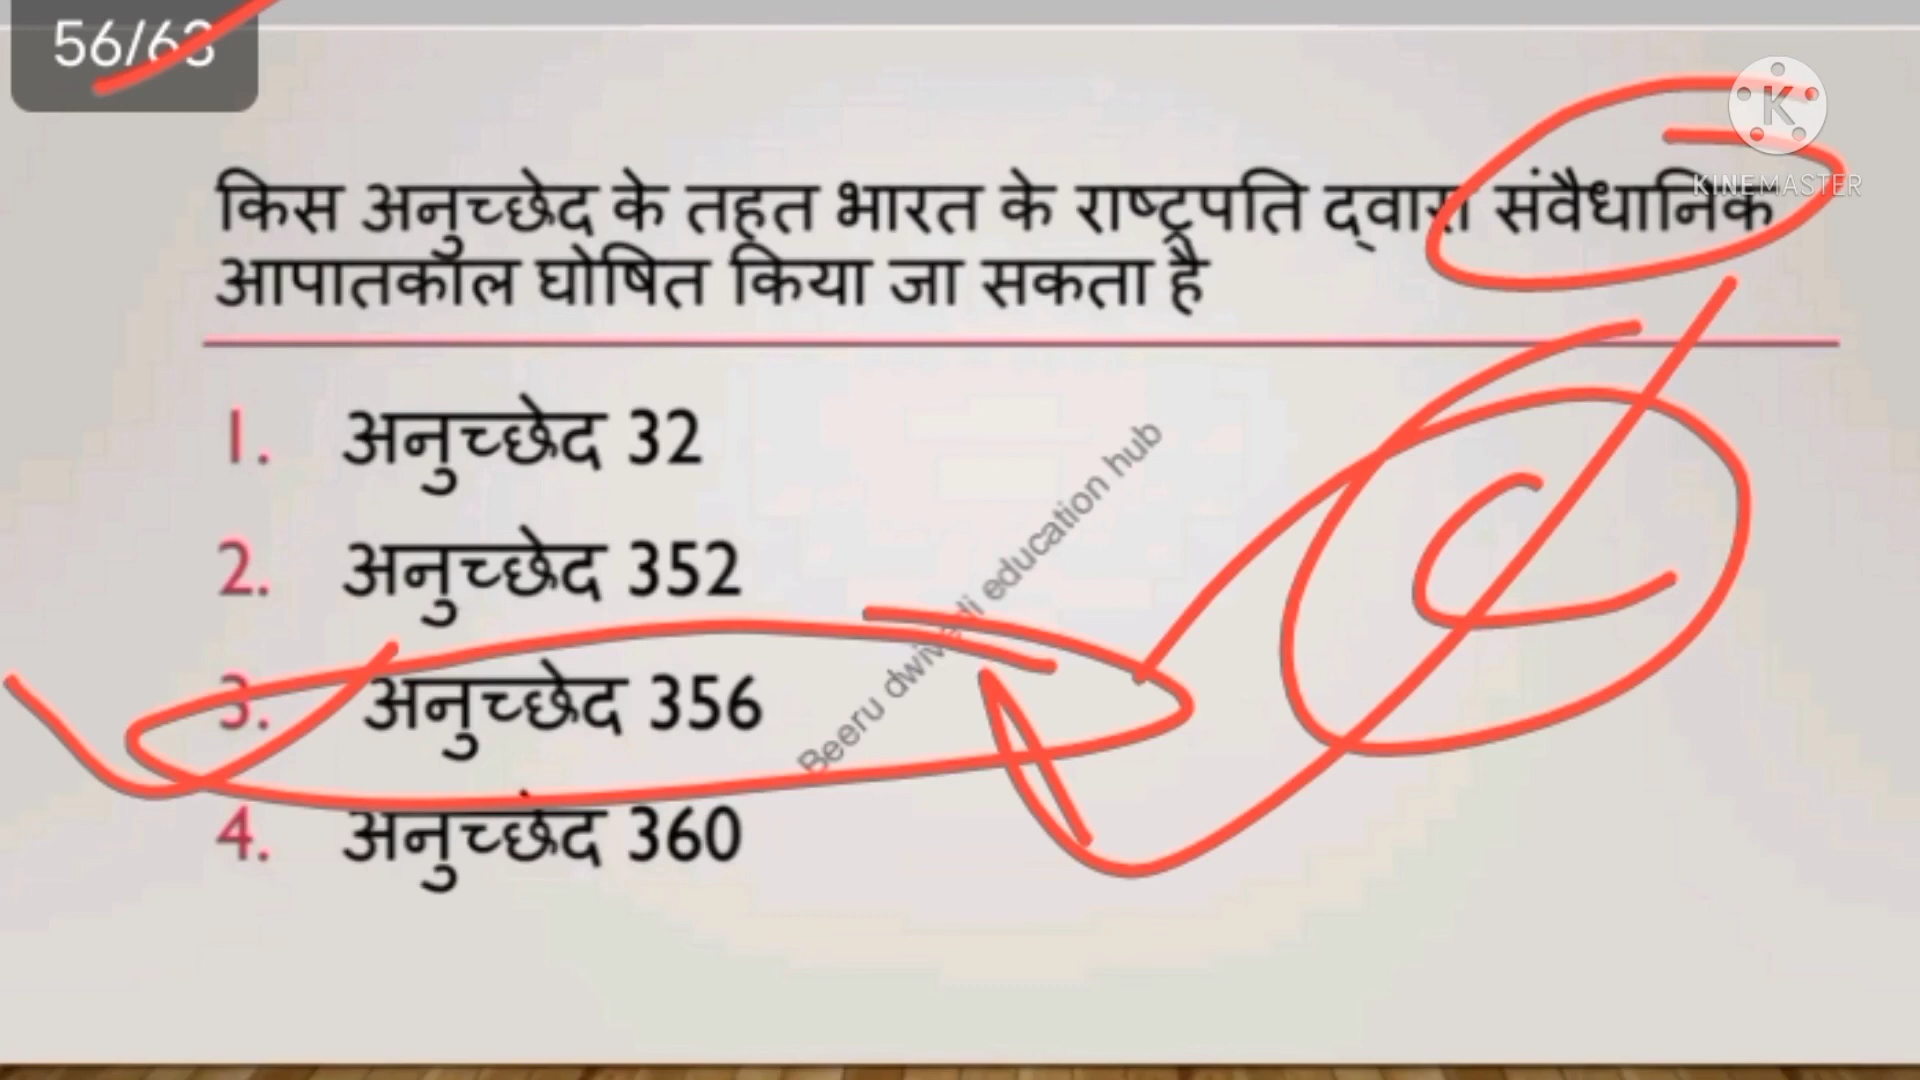 56/63
KINEMASTER
किस अनुच्छेद के तहत भारत के राष्ट्रपति द्वारा संवैधानिक
आपातकाल घोषित किया जा सकता है
1. अनुच्छेद 32
2. अनुच्छेद 352
3. अनुच्छेद 356
4. अनुच्छेद 360
Beeru dwivedi education hub